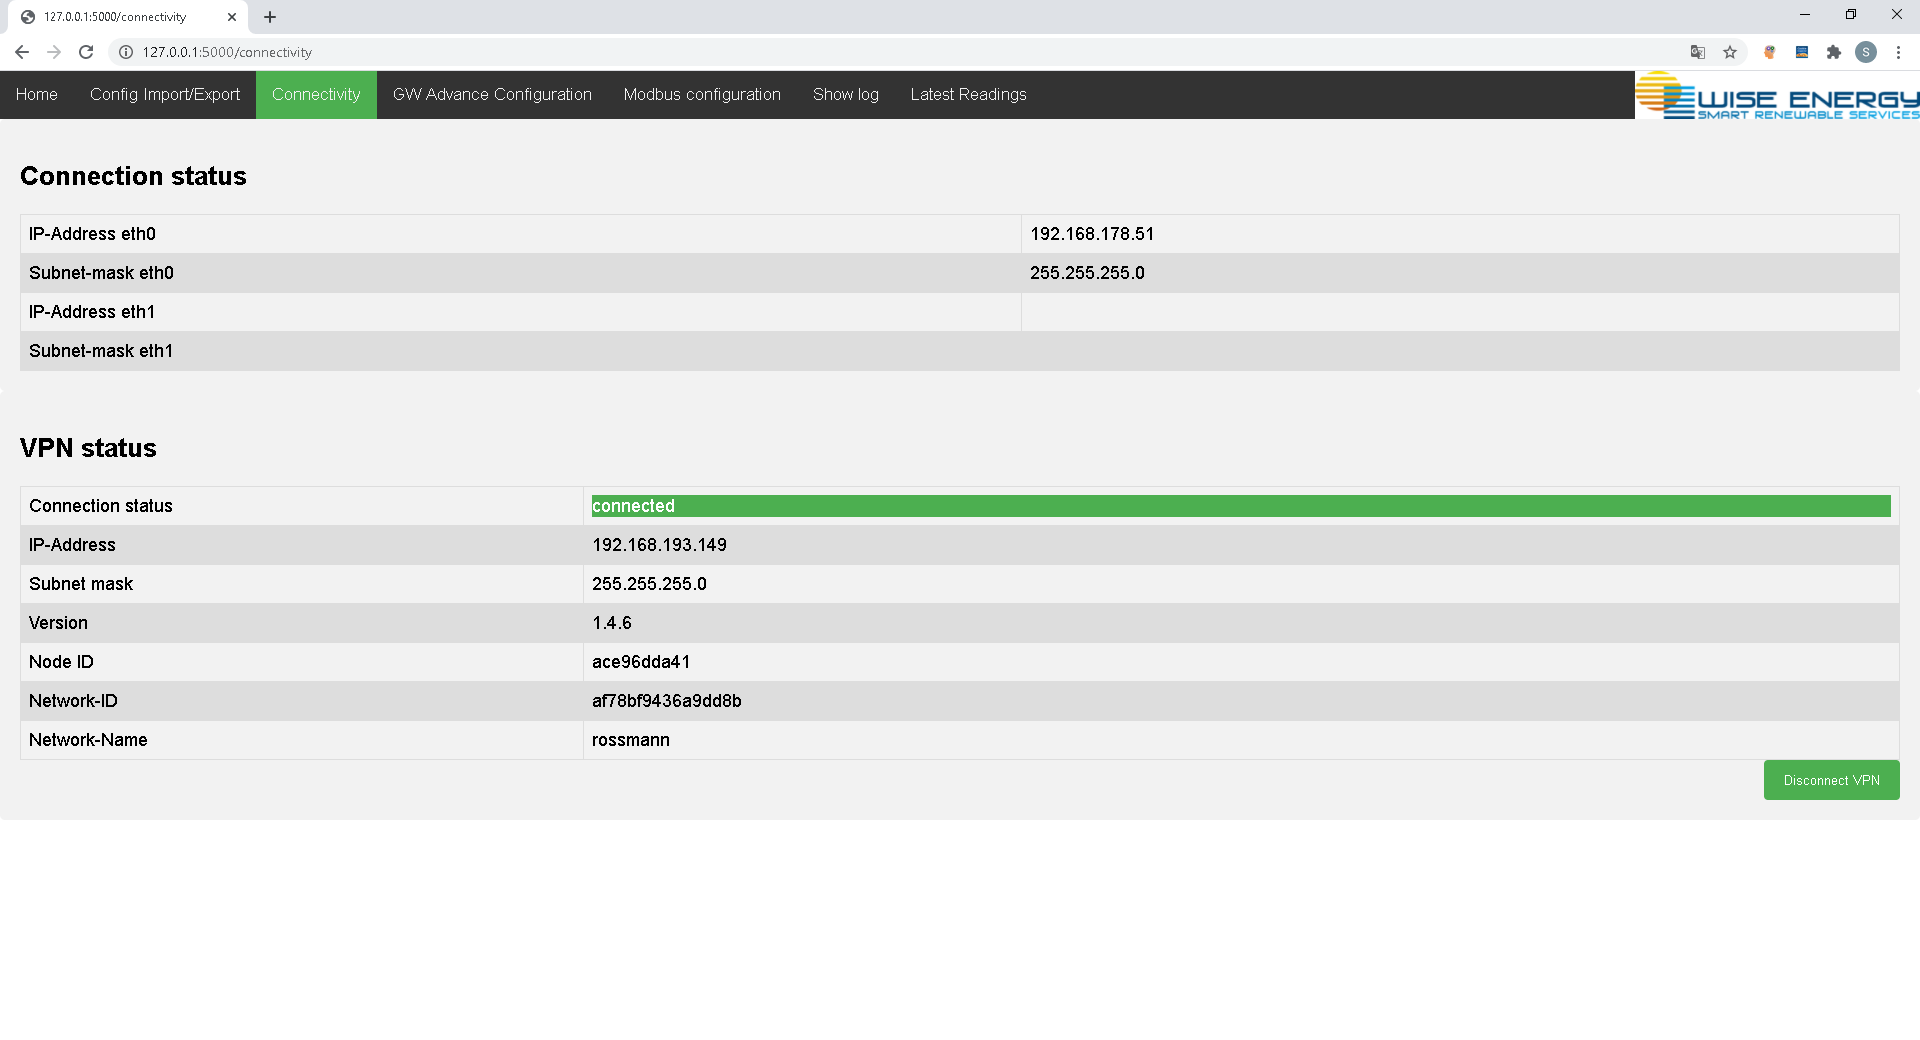 127.0.0.1:5000/connectivity
127.0.0.1:5000/connectivity
S
Home Config Import/Export Connectivity GW Advance Configuration Modbus configuration Show log Latest Readings
WISE ENERGY
SMART RENEWABLE SERVICES
Connection status
IP-Address eth0 192.168.178.51
Subnet-mask eth0 255.255.255.0
IP-Address eth1
Subnet-mask eth1
VPN status
Connection status connected
IP-Address 192.168.193.149
Subnet mask 255.255.255.0
Version 1.4.6
Node ID ace96dda41
Network-ID af78bf9436a9dd8b
Network-Name rossmann
Disconnect VPN